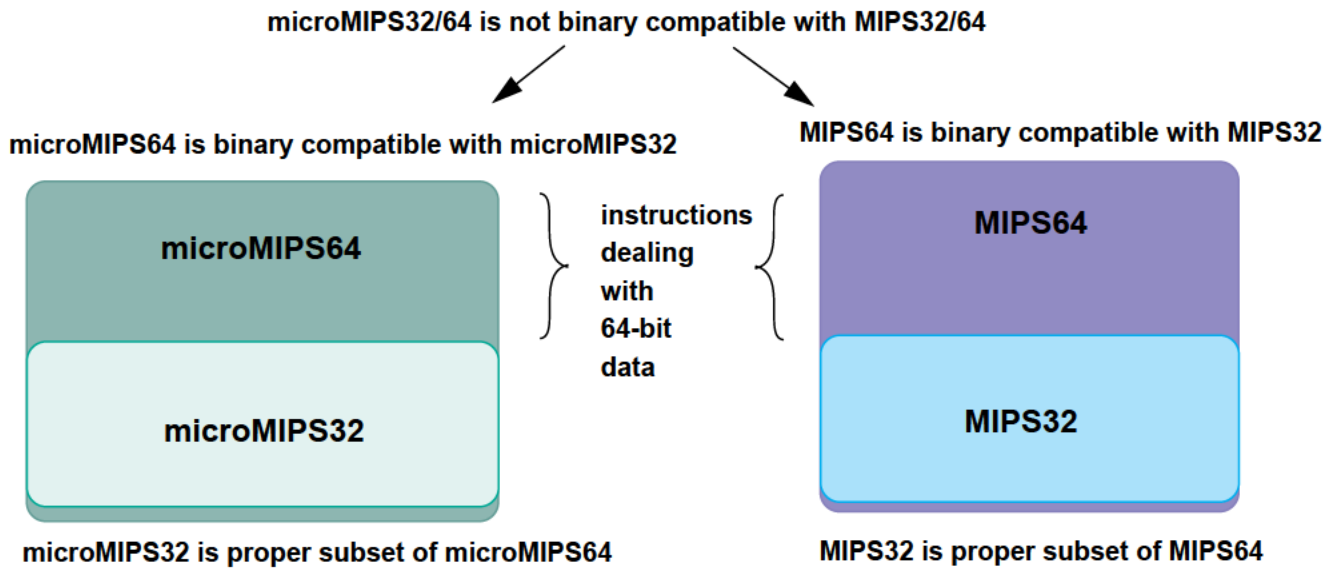 microMIPS32/64 is not binary compatible with MIPS32/64
microMIPS64 is binary compatible with microMIPS32
MIPS64 is binary compatible with MIPS32
microMIPS64
instructions
dealing
with
64-bit
data
MIPS64
microMIPS32
MIPS32
microMIPS32 is proper subset of microMIPS64
MIPS32 is proper subset of MIPS64